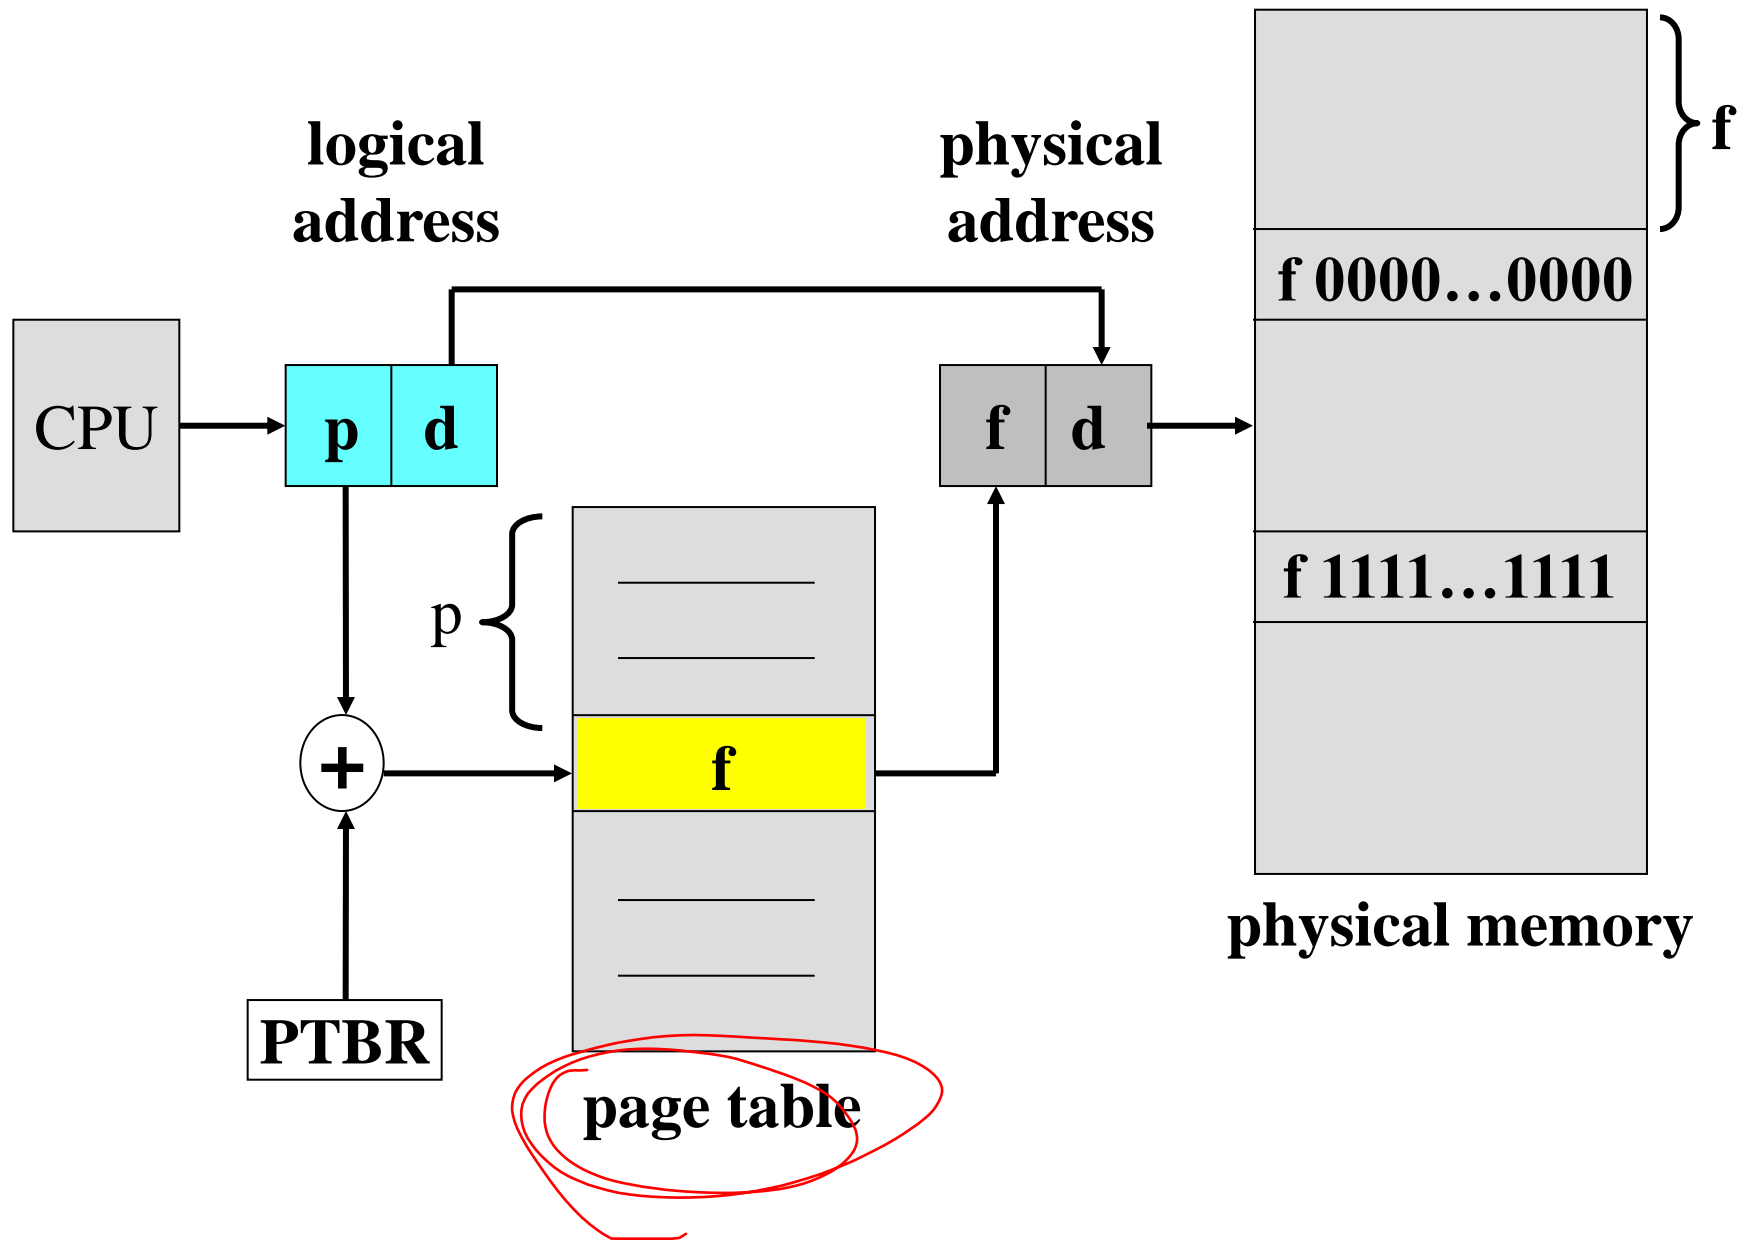 logical
address
physical
address
f
f 0000…0000
CPU
p
d
f
d
p
f 1111…1111
+
f
physical memory
PTBR
page table